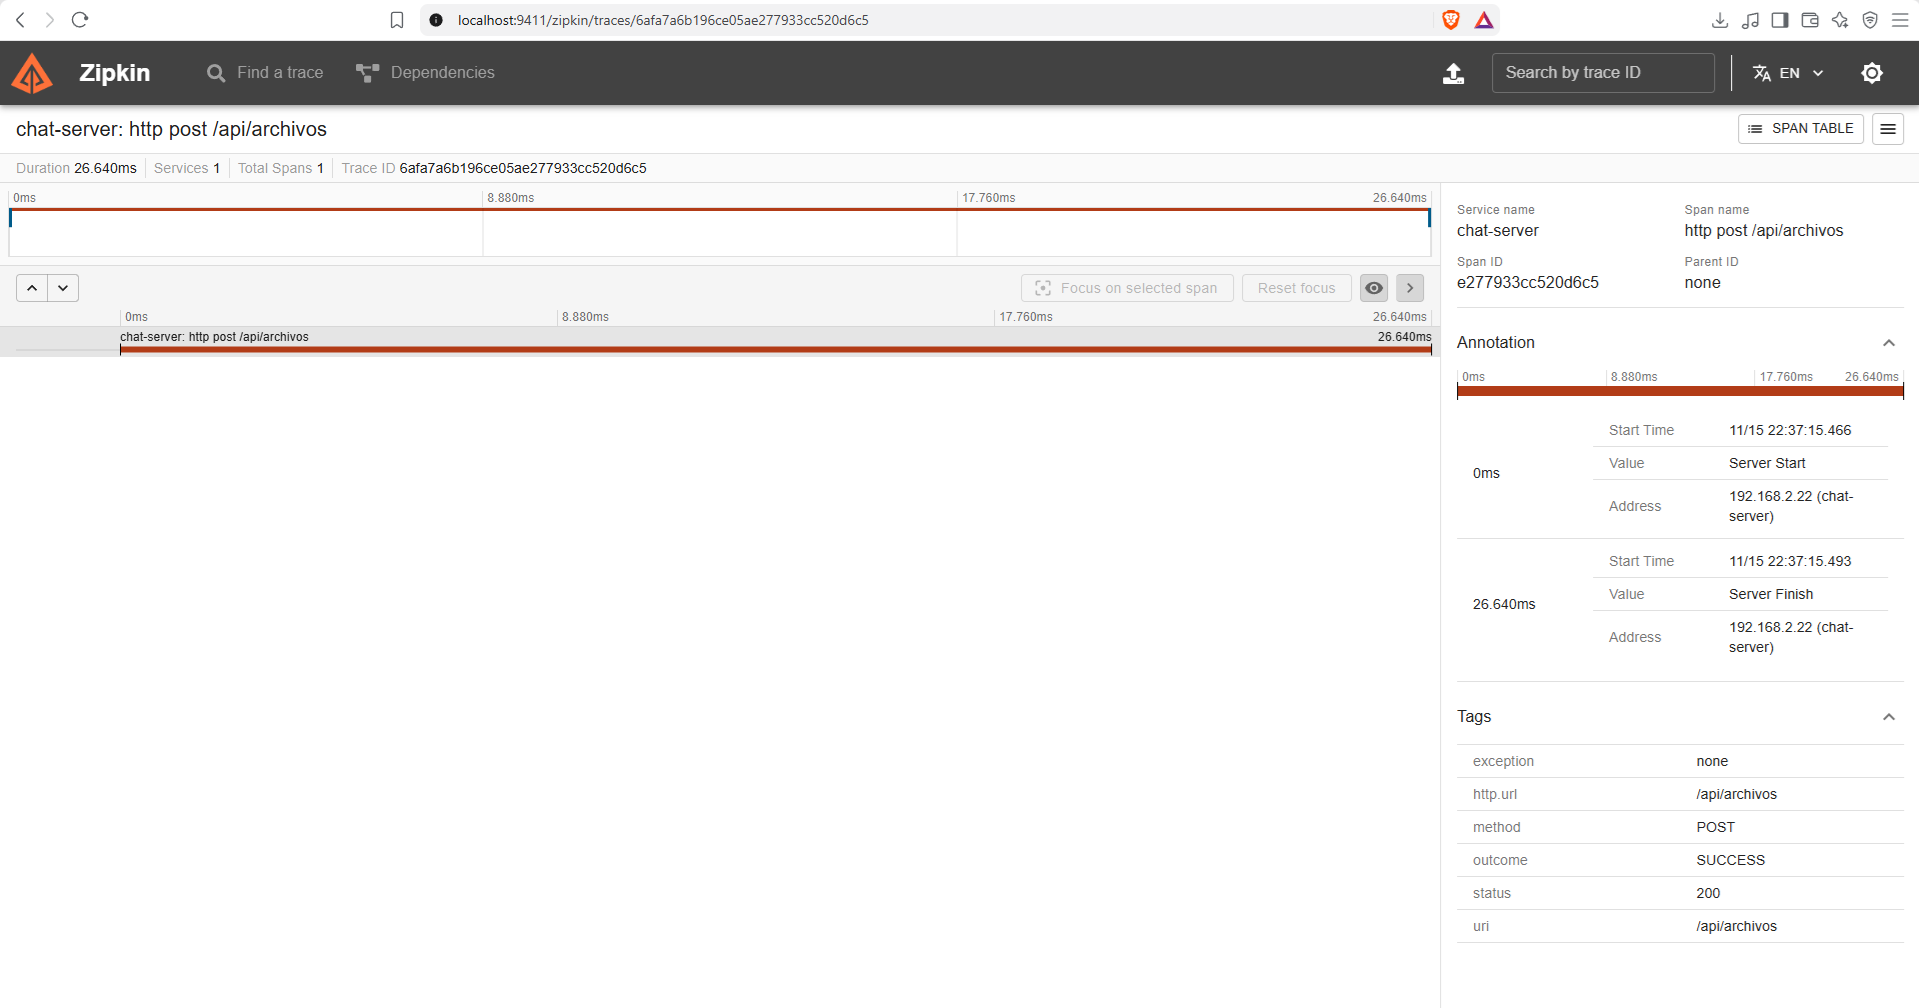 localhost:9411/zipkin/traces/6afa7a6b196ce05ae277933cc520d6c5
Zipkin
Find a trace
Dependencies
Search by trace ID
EN
chat-server: http post /api/archivos
SPAN TABLE
Duration 26.640ms
Services 1
Total Spans 1
Trace ID 6afa7a6b196ce05ae277933cc520d6c5
0ms 8.880ms 17.760ms 26.640ms
Focus on selected span
Reset focus
0ms 8.880ms 17.760ms 26.640ms
chat-server: http post /api/archivos 26.640ms
Service name
chat-server
Span name
http post /api/archivos
Span ID
e277933cc520d6c5
Parent ID
none
Annotation
0ms 8.880ms 17.760ms 26.640ms
0ms
Start Time 11/15 22:37:15.466
Value Server Start
Address 192.168.2.22 (chat-
server)
26.640ms
Start Time 11/15 22:37:15.493
Value Server Finish
Address 192.168.2.22 (chat-
server)
Tags
exception none
http.url /api/archivos
method POST
outcome SUCCESS
status 200
uri /api/archivos